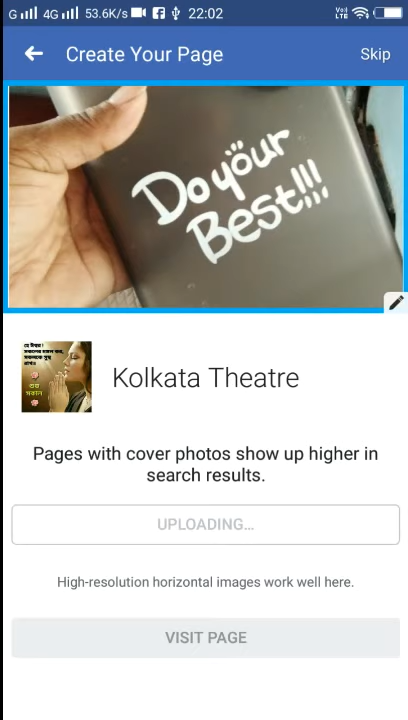 G 4G 53.6K/s 22:02
VoLTE
Create Your Page
Skip
Do your
Best!!!
Kolkata Theatre
Pages with cover photos show up higher in
search results.
UPLOADING...
High-resolution horizontal images work well here.
VISIT PAGE